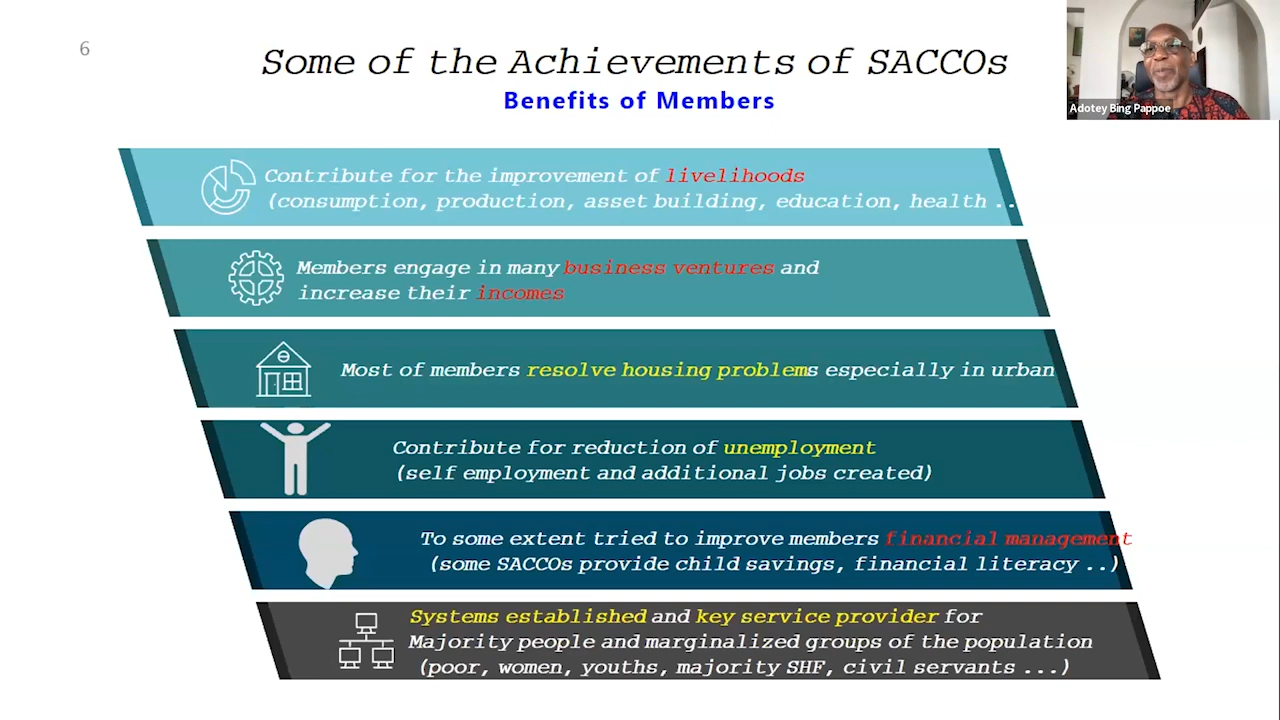 6
Some of the Achievements of SACCOs
Benefits of Members
Adotey Bing Pappoe
Contribute for the improvement of livelihoods
(consumption, production, asset building, education, health ..
Members engage in many business ventures and
increase their incomes
Most of members resolve housing problems especially in urban
Contribute for reduction of unemployment
(self employment and additional jobs created)
To some extent tried to improve members financial management
(some SACCOs provide child savings, financial literacy ..)
Systems established and key service provider for
Majority people and marginalized groups of the population
(poor, women, youths, majority SHF, civil servants ...)